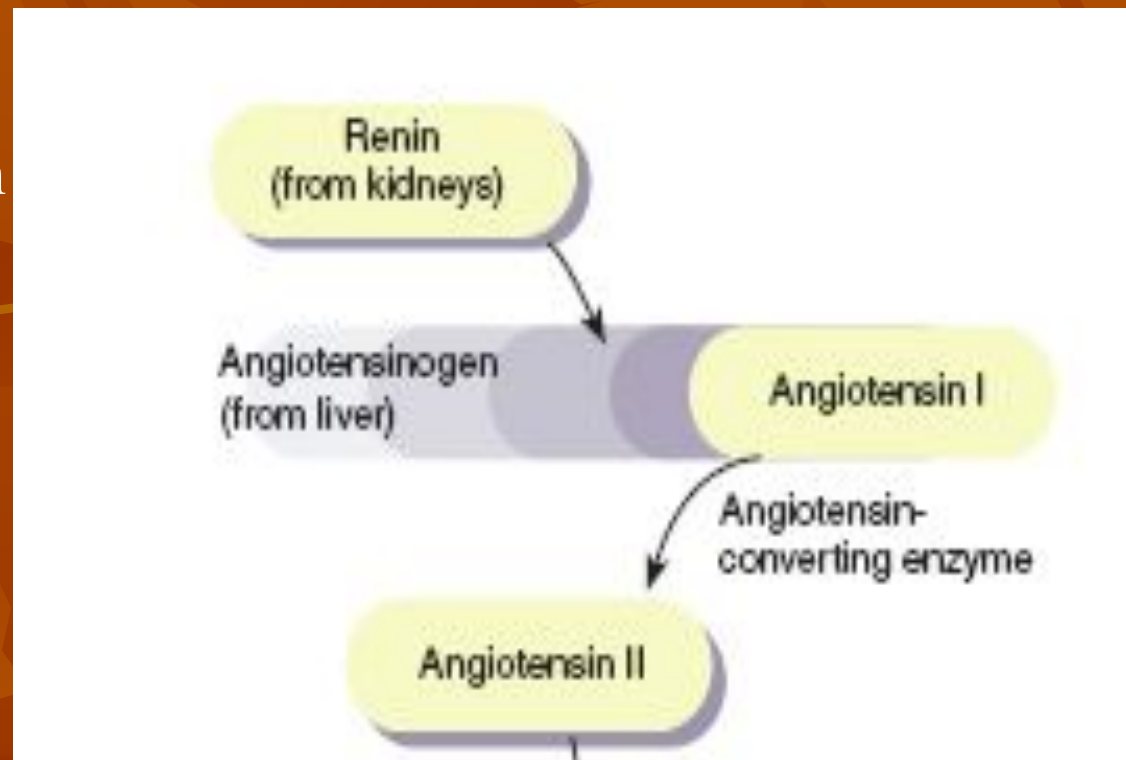 Renin
(from kidneys)
Angiotensinogen
(from liver)
Angiotensin I
Angiotensin-
converting enzyme
Angiotensin II